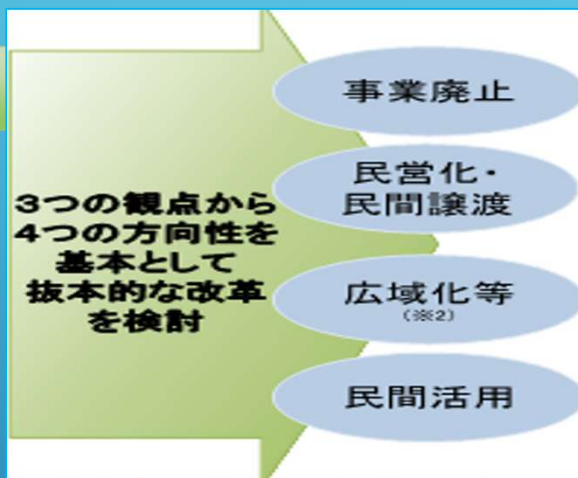 3つの観点から
4つの方向性を
基本として
抜本的な改革
を検討
事業廃止
民営化・
民間譲渡
広域化等
(※2)
民間活用